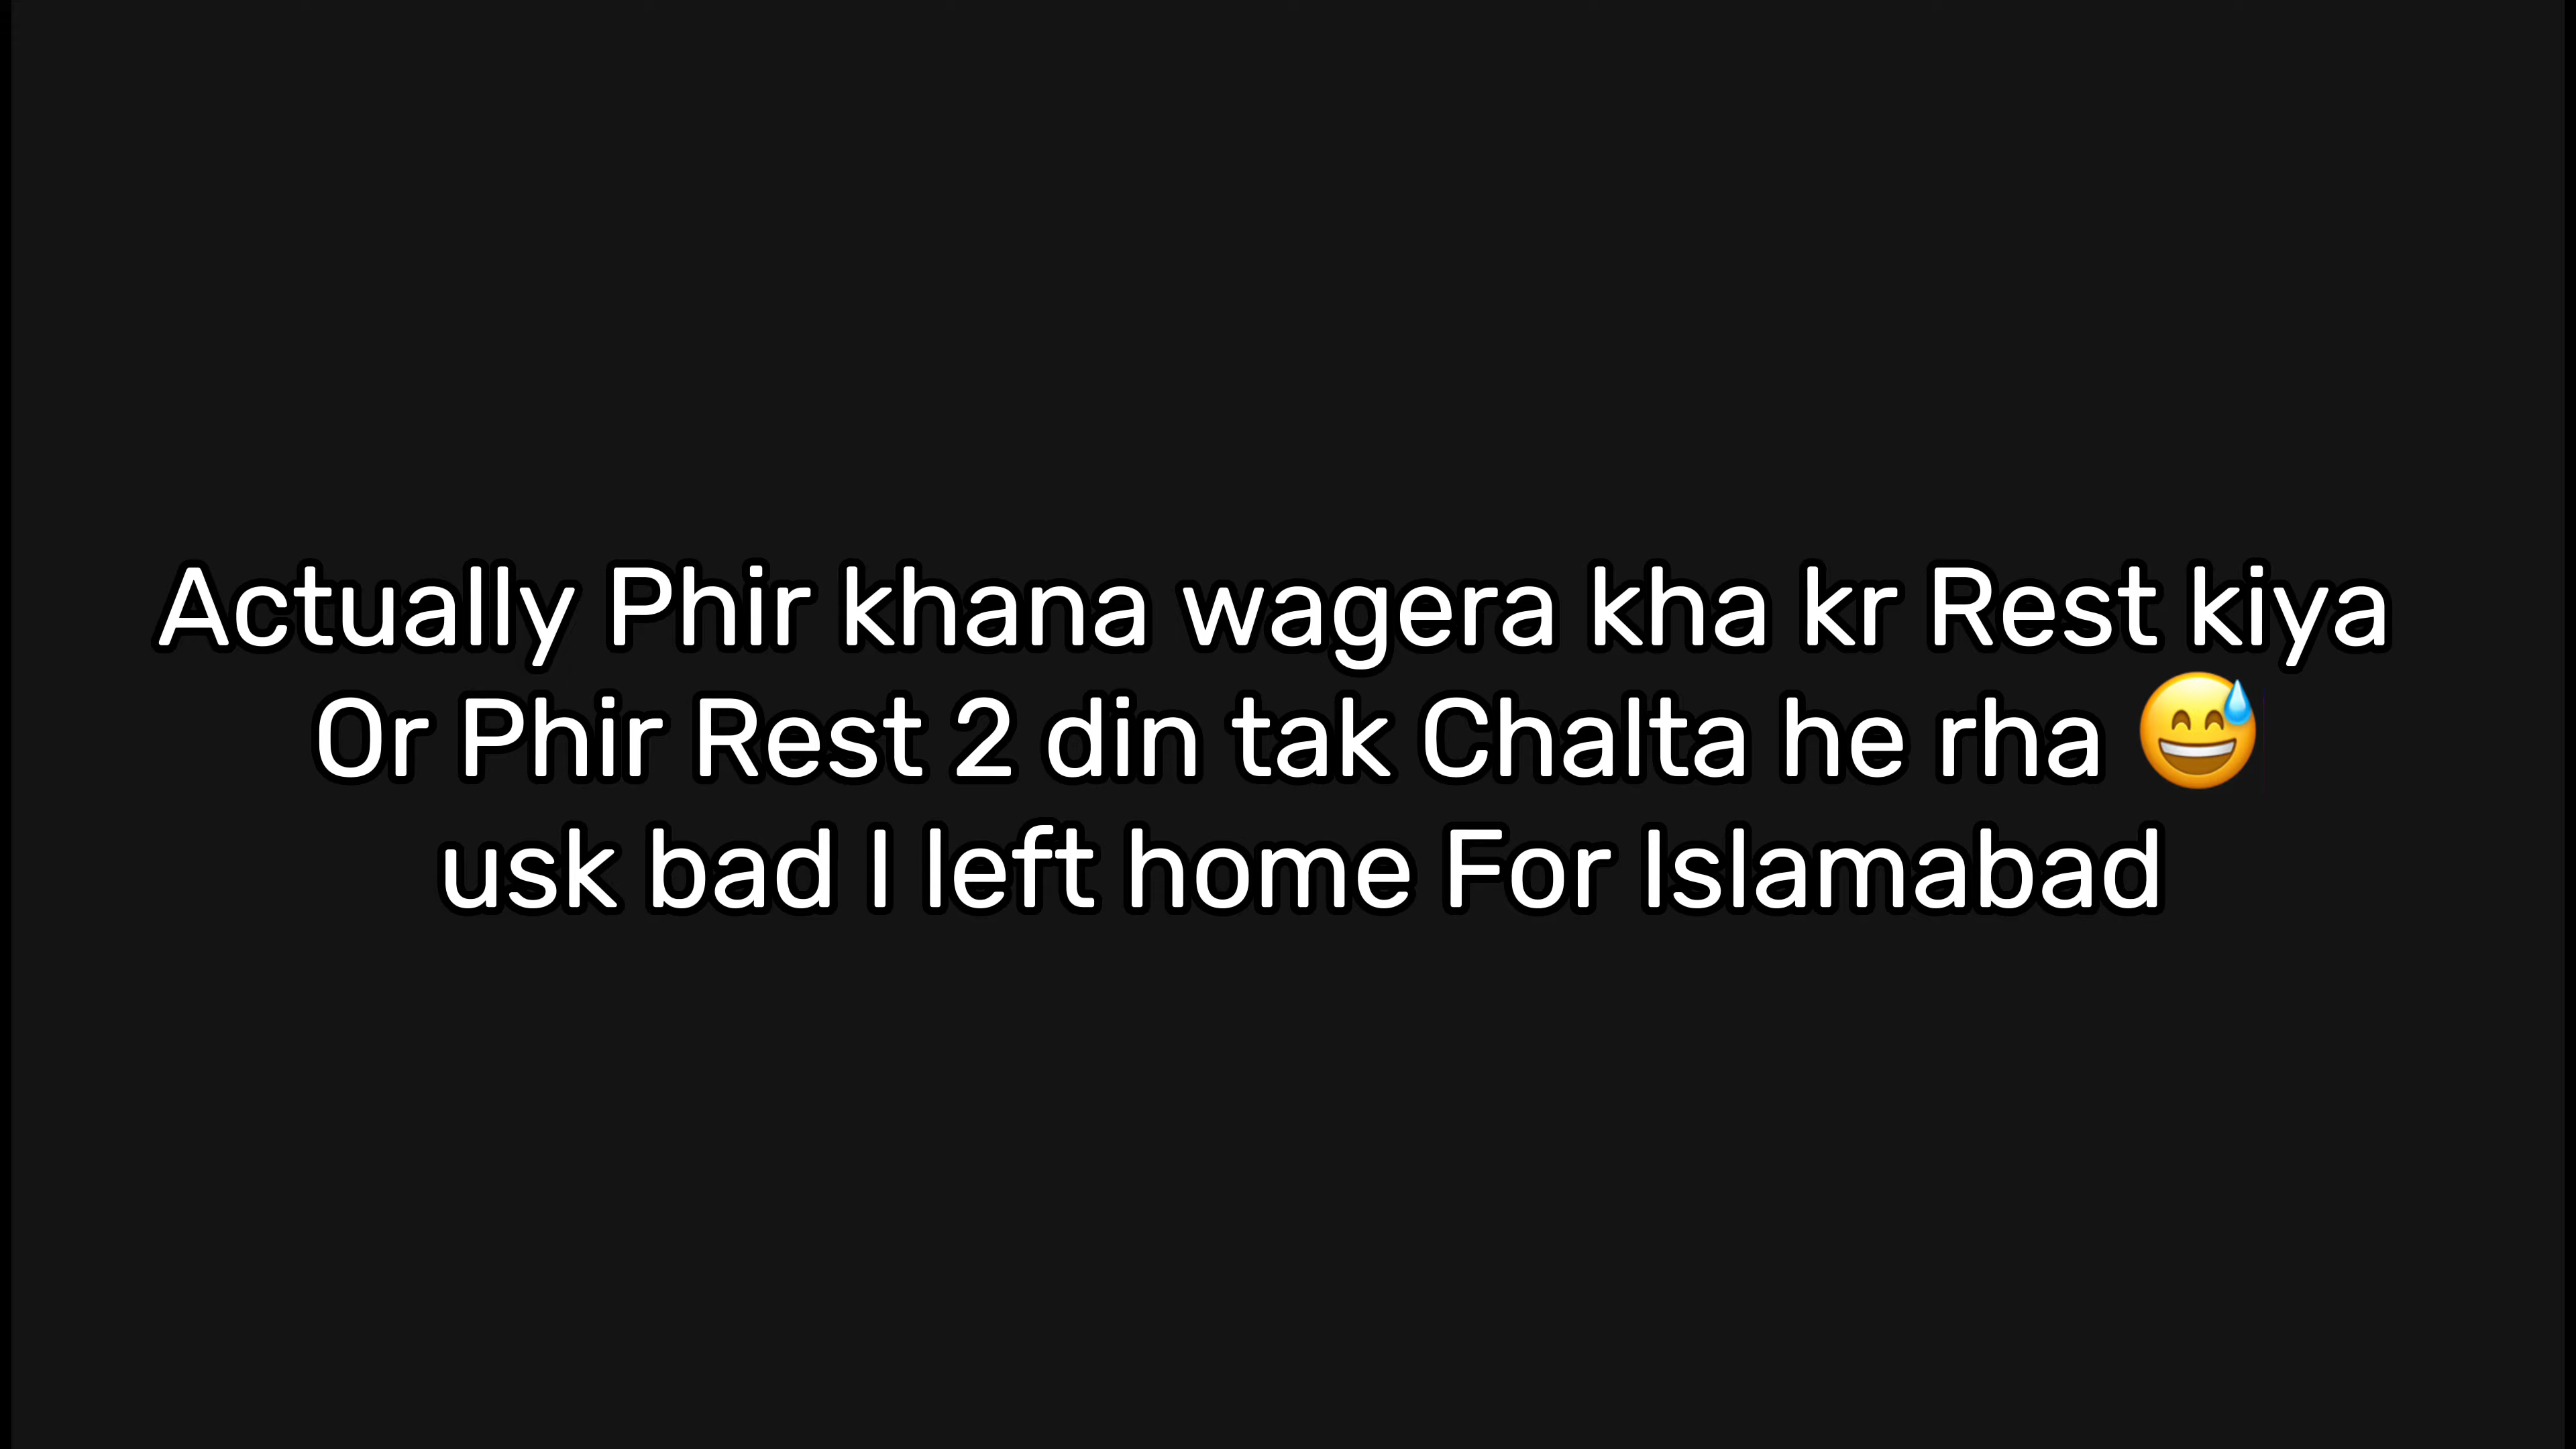 Actually Phir khana wagera kha kr Rest kiya
Or Phir Rest 2 din tak Chalta he rha 😅
usk bad I left home For Islamabad